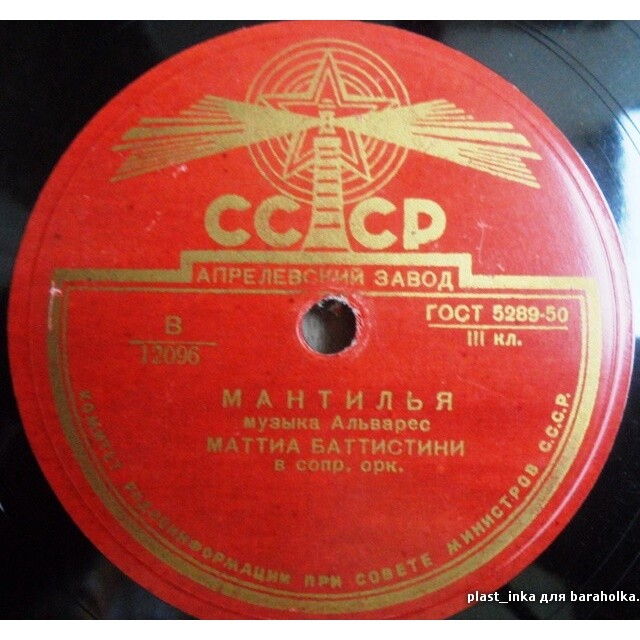 СССР
АПРЕЛЕВСКИЙ ЗАВОД
В
12096
ГОСТ 5289-50
III кл.
МАНТИЛЬЯ
музыка Альварес
МАТТИА БАТТИСТИНИ
в сопр. орк.
КОМИТЕТ РАДИОИНФОРМАЦИИ ПРИ СОВЕТЕ МИНИСТРОВ С.С.С.Р.
plast_inka для baraholka.